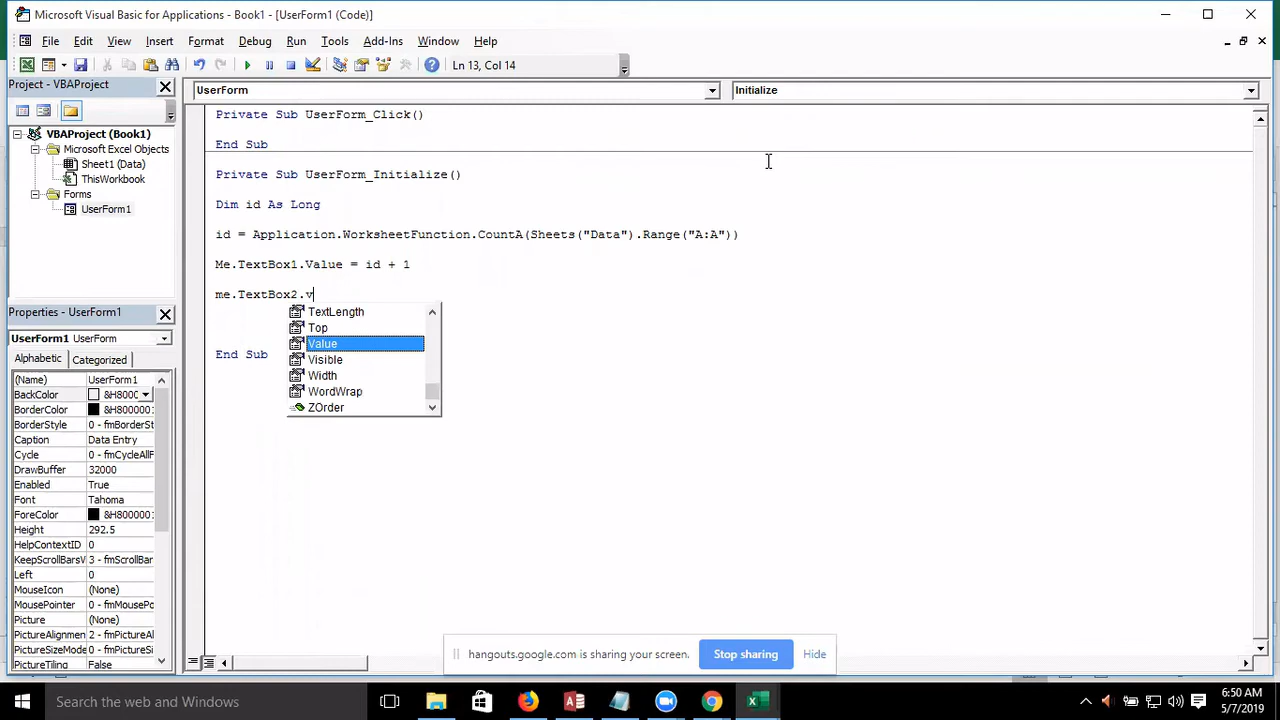 Microsoft Visual Basic for Applications - Book1 - [UserForm1 (Code)]
File Edit View Insert Format Debug Run Tools Add-Ins Window Help
Ln 13, Col 14
Project - VBAProject
UserForm
Initialize
VBAProject (Book1)
Microsoft Excel Objects
Sheet1 (Data)
ThisWorkbook
Forms
UserForm1
Private Sub UserForm_Click()
End Sub
Private Sub UserForm_Initialize()
Dim id As Long
id = Application.WorksheetFunction.CountA(Sheets("Data").Range("A:A"))
Me.TextBox1.Value = id + 1
me.TextBox2.v
TextLength
Top
Value
Visible
Width
WordWrap
ZOrder
End Sub
Properties - UserForm1
UserForm1 UserForm
Alphabetic Categorized
(Name) UserForm1
BackColor &H8000
BorderColor &H800000
BorderStyle 0 - fmBorderSt
Caption Data Entry
Cycle 0 - fmCycleAllF
DrawBuffer 32000
Enabled True
Font Tahoma
ForeColor &H800000
Height 292.5
HelpContextID 0
KeepScrollBarsV 3 - fmScrollBar
Left 0
MouseIcon (None)
MousePointer 0 - fmMousePo
Picture (None)
PictureAlignmen 2 - fmPictureAl
PictureSizeMode 0 - fmPictureSi
PictureTiling False
hangouts.google.com is sharing your screen.
Stop sharing
Hide
Search the web and Windows
6:50 AM
5/7/2019